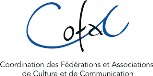 CofaC
Coordination des Fédérations et Associations
de Culture et de Communication